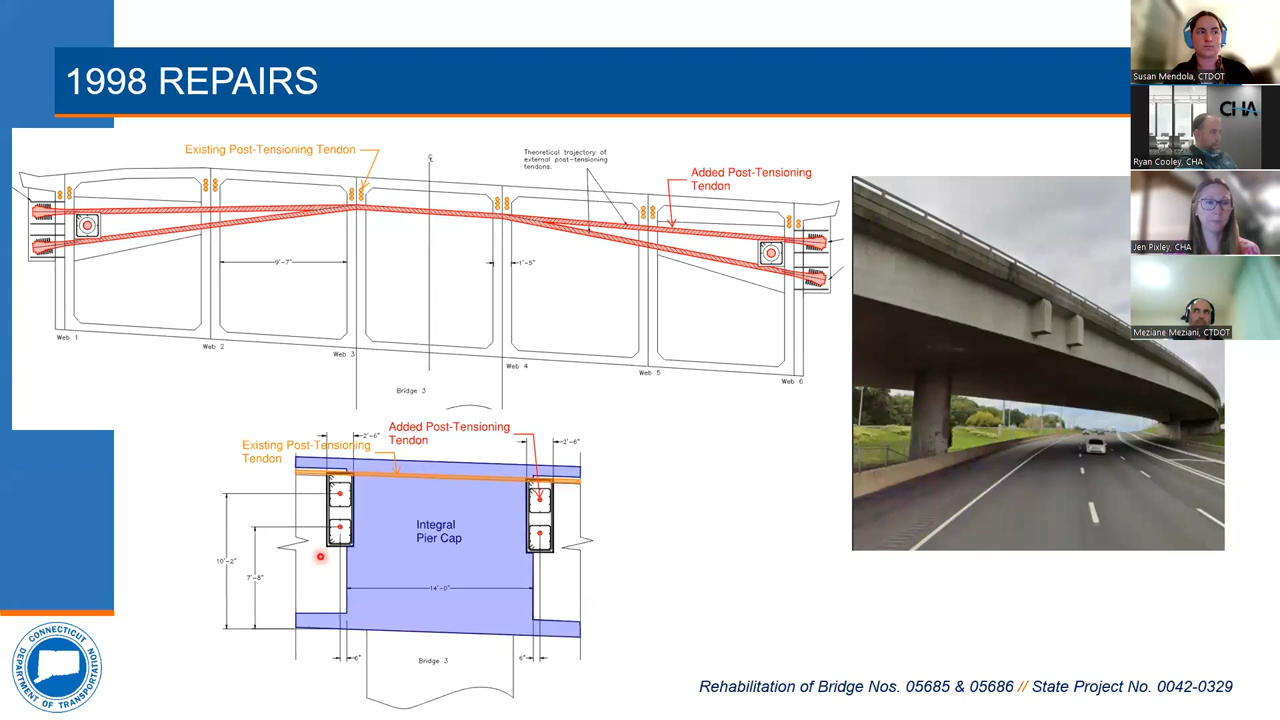 1998 REPAIRS
Existing Post-Tensioning Tendon
℄
Theoretical trajectory of
external post-tensioning
tendons.
Added Post-Tensioning
Tendon
9'-7"
1'-5"
Web 1
Web 2
Web 3
Web 4
Web 5
Web 6
Bridge 3
Existing Post-Tensioning
Tendon
2'-6"
Added Post-Tensioning
Tendon
2'-6"
Integral
Pier Cap
10'-2"
7'-8"
14'-0"
6"
Bridge 3
6"
CONNECTICUT
DEPARTMENT OF TRANSPORTATION
Rehabilitation of Bridge Nos. 05685 & 05686 // State Project No. 0042-0329
Susan Mendola, CTDOT
CHA
Ryan Cooley, CHA
Jen Pixley, CHA
Meziane Meziani, CTDOT